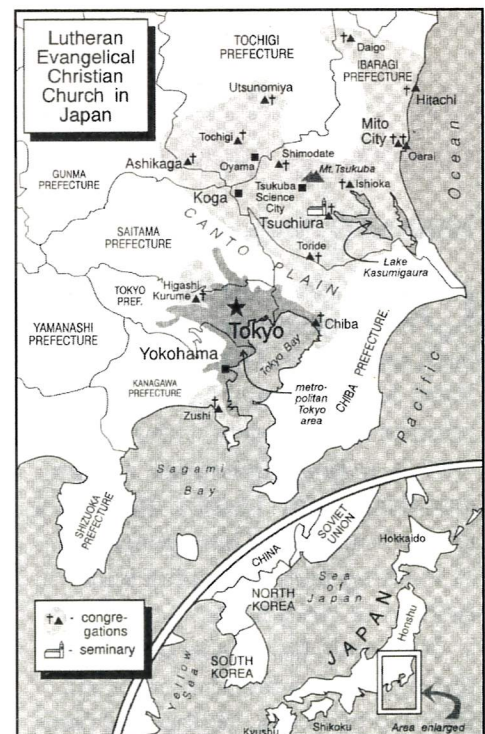 Lutheran
Evangelical
Christian
Church in
Japan
TOCHIGI
PREFECTURE
Daigo
IBARAGI
PREFECTURE
Utsunomiya
Hitachi
Mito
City
Oarai
Tochigi
Oyama
Shimodate
Mt. Tsukuba
Ashikaga
Ishioka
GUNMA
PREFECTURE
Koga
Tsukuba
Science
City
Tsuchiura
Ocean
CANTO PLAIN
SAITAMA
PREFECTURE
Toride
Lake
Kasumigaura
TOKYO
PREF.
Higashi
Kurume
Tokyo
Chiba
YAMANASHI
PREFECTURE
Yokohama
Tokyo Bay
CHIBA PREFECTURE
KANAGAWA
PREFECTURE
metro-
politan
Tokyo
area
Zushi
Pacific
Sagami
Bay
SHIZUOKA
PREFECTURE
CHINA
SOVIET
UNION
Hokkaido
Sea
of
Japan
NORTH
KOREA
JAPAN
Honshu
- congre-
gations
- seminary
SOUTH
KOREA
Yellow
Sea
Kyushu
Shikoku
Area enlarged